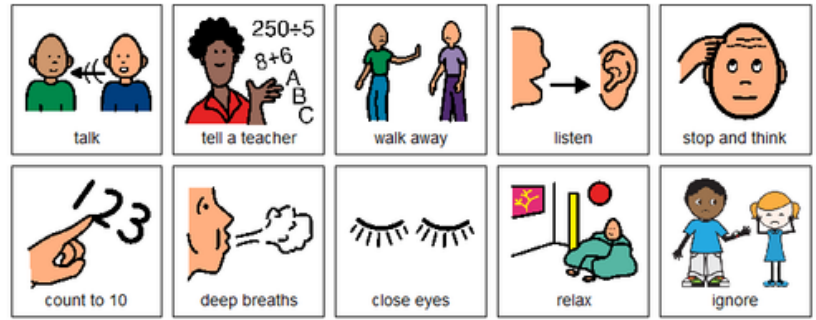 talk
250÷5
8+6
A
B
C
tell a teacher
walk away
listen
stop and think
123
count to 10
deep breaths
close eyes
relax
ignore